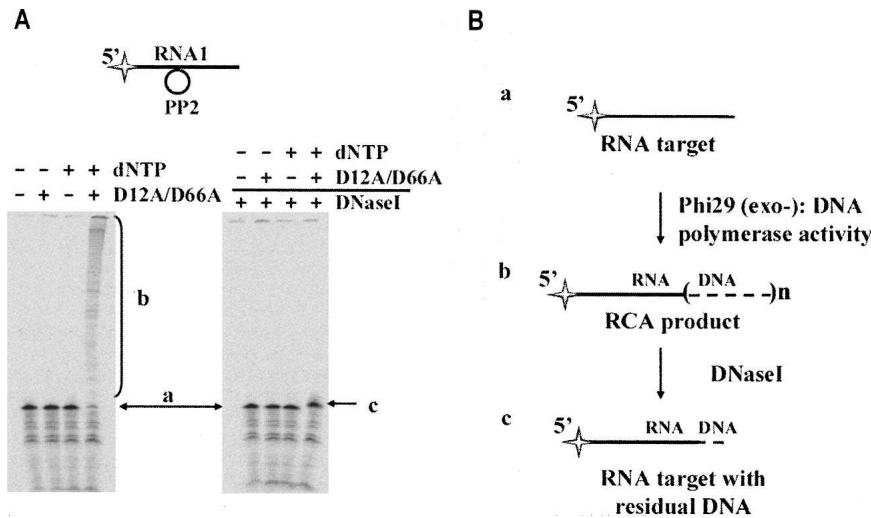 A
5' RNA1
PP2
- - + + dNTP
- + - + D12A/D66A
- - + + dNTP
- + - + D12A/D66A
+ + + + DNaseI
b
a
c
B
a
5'
RNA target
Phi29 (exo-): DNA
polymerase activity
b
5' RNA ( DNA )n
RCA product
DNaseI
c
5' RNA DNA
RNA target with
residual DNA